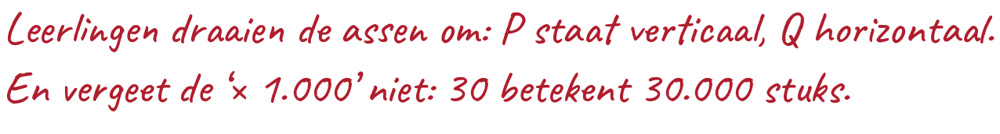 Leerlingen draaien de assen om: P staat verticaal, Q horizontaal.
En vergeet de ‘× 1.000’ niet: 30 betekent 30.000 stuks.